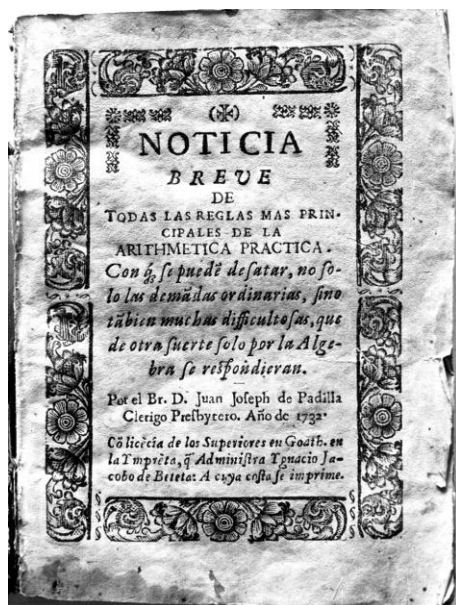 NOTICIA
BREVE
DE
TODAS LAS REGLAS MAS PRIN-
CIPALES DE LA
ARITHMETICA PRACTICA.
Con q̃ ſe puedẽ deſatar, no ſo-
lo las demãdas ordinarias, ſino
tãbien muchas difficultoſas, que
de otra ſuerte ſolo por la Alge-
bra ſe reſpondieran.
Por el Br. D. Juan Joſeph de Padilla
Clerigo Preſbytero. Año de 1732.
Cõ licẽcia de los Superiores en Goath. en
la Ymprẽta, q̃ Adminiſtra Ygnacio Ja-
cobo de Beteta: A cuya coſta ſe imprime.